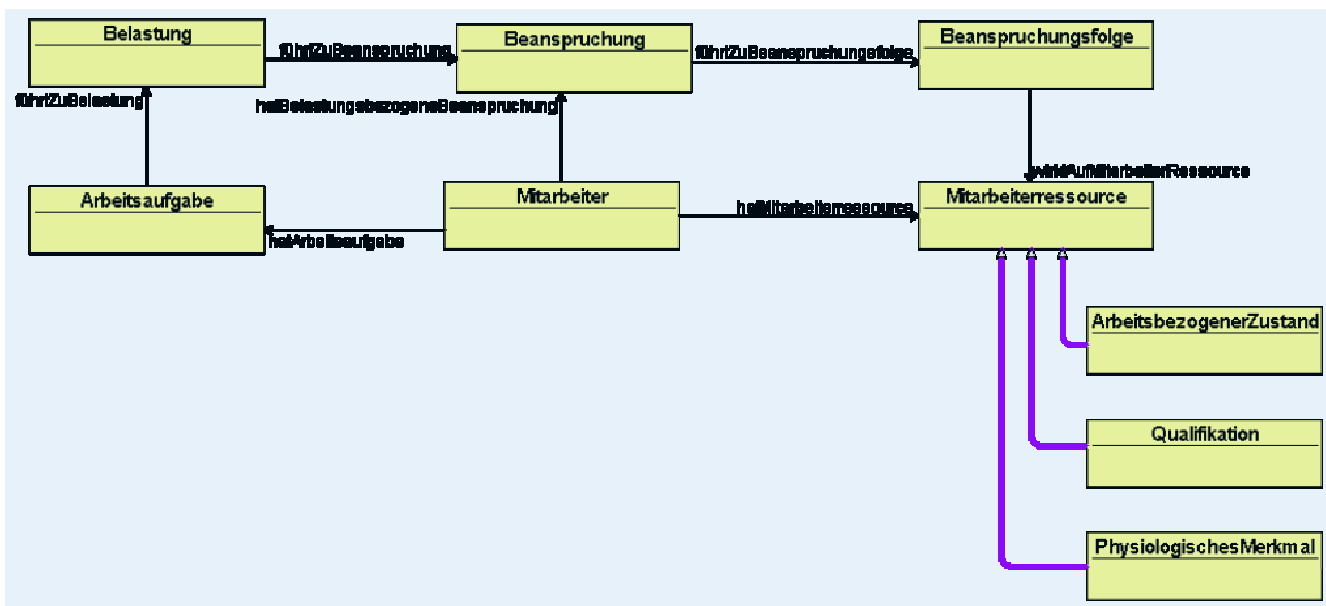 Belastung
führtZuBeanspruchung
Beanspruchung
führtZuBeanspruchungsfolge
Beanspruchungsfolge
führtZuBelastung
hatBelastungsbezogeneBeanspruchung
wirktAufMitarbeiterRessource
Arbeitsaufgabe
Mitarbeiter
hatMitarbeiterressource
Mitarbeiterressource
hatArbeitsaufgabe
ArbeitsbezogenerZustand
Qualifikation
PhysiologischesMerkmal